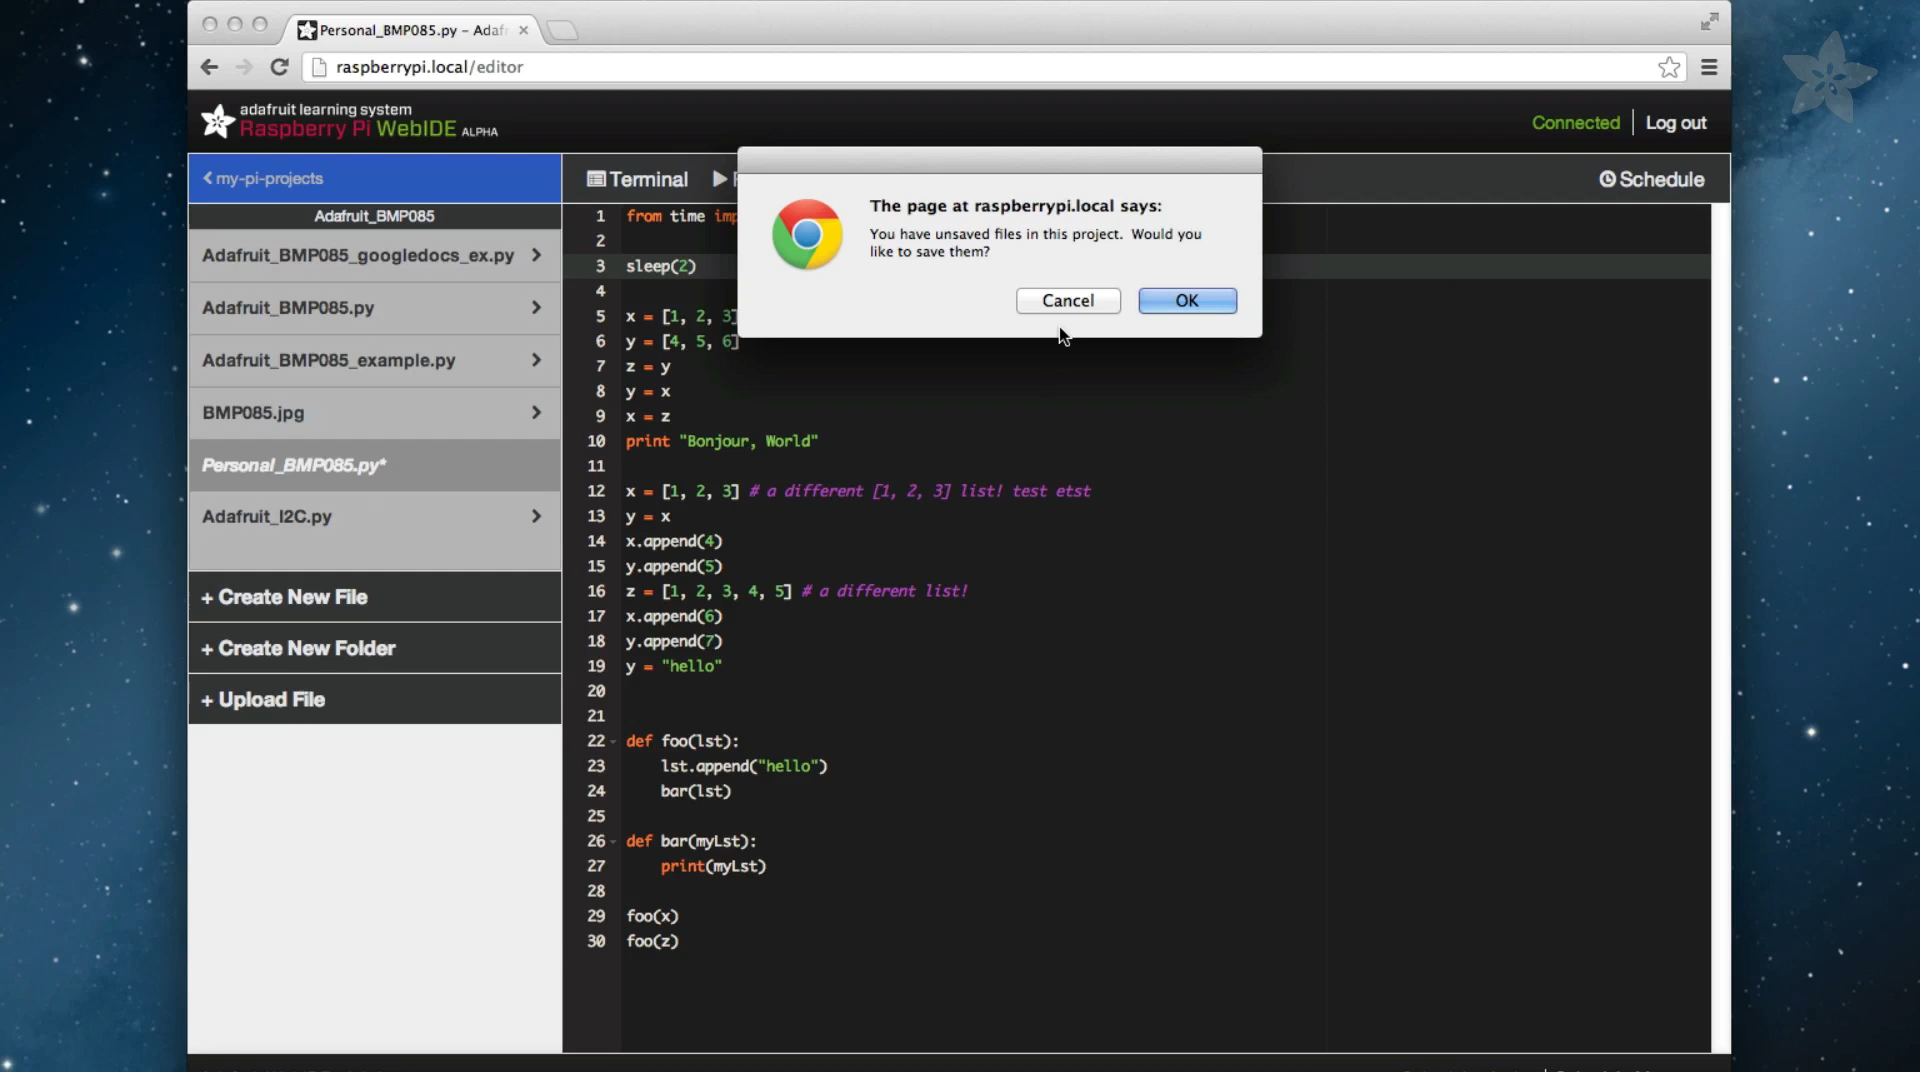 Personal_BMP085.py – Adafr
raspberrypi.local/editor
adafruit learning system
Raspberry Pi WebIDE ALPHA
Connected
Log out
my-pi-projects
Terminal
Schedule
Adafruit_BMP085
Adafruit_BMP085_googledocs_ex.py
Adafruit_BMP085.py
Adafruit_BMP085_example.py
BMP085.jpg
Personal_BMP085.py*
Adafruit_I2C.py
+ Create New File
+ Create New Folder
+ Upload File
The page at raspberrypi.local says:
You have unsaved files in this project. Would you
like to save them?
Cancel
OK
1 from time imp
2
3 sleep(2)
4
5 x = [1, 2, 3]
6 y = [4, 5, 6]
7 z = y
8 y = x
9 x = z
10 print "Bonjour, World"
11
12 x = [1, 2, 3] # a different [1, 2, 3] list! test etst
13 y = x
14 x.append(4)
15 y.append(5)
16 z = [1, 2, 3, 4, 5] # a different list!
17 x.append(6)
18 y.append(7)
19 y = "hello"
20
21
22 def foo(lst):
23 lst.append("hello")
24 bar(lst)
25
26 def bar(myLst):
27 print(myLst)
28
29 foo(x)
30 foo(z)